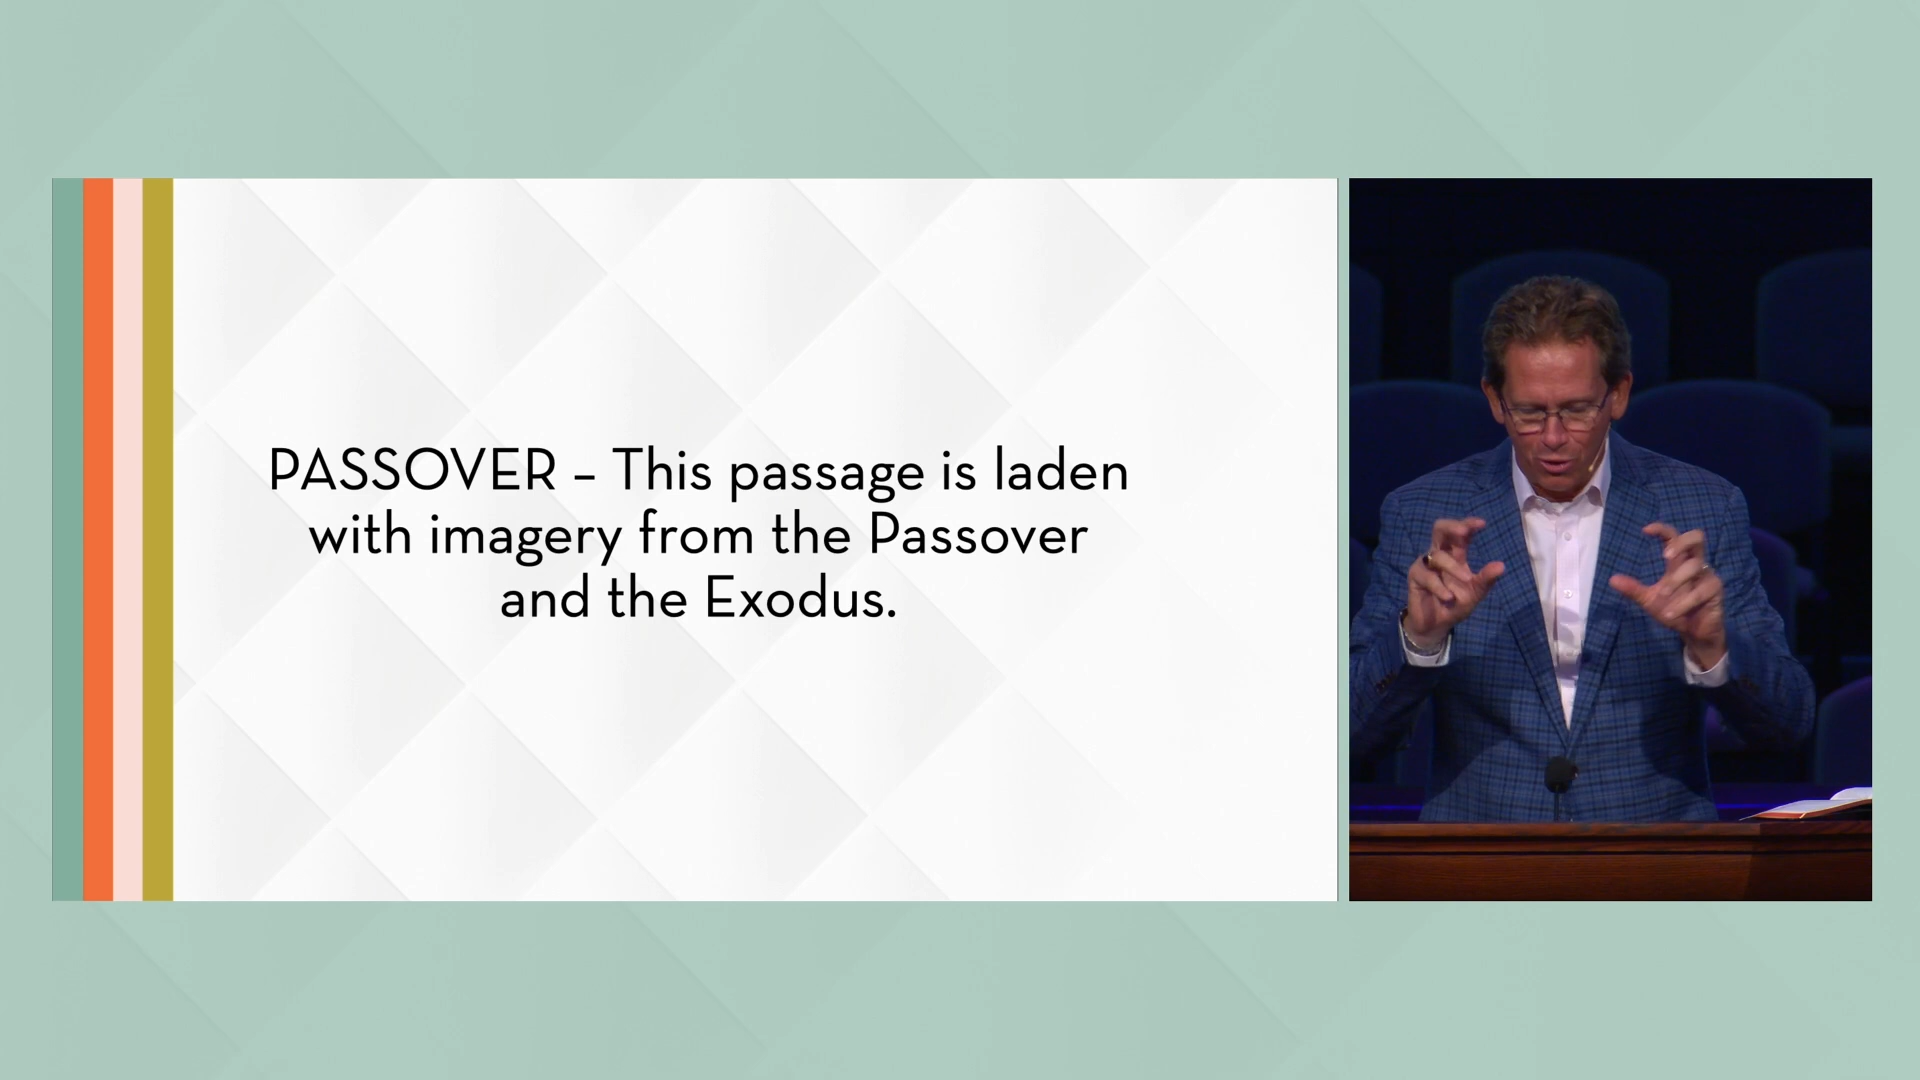 PASSOVER – This passage is laden
with imagery from the Passover
and the Exodus.